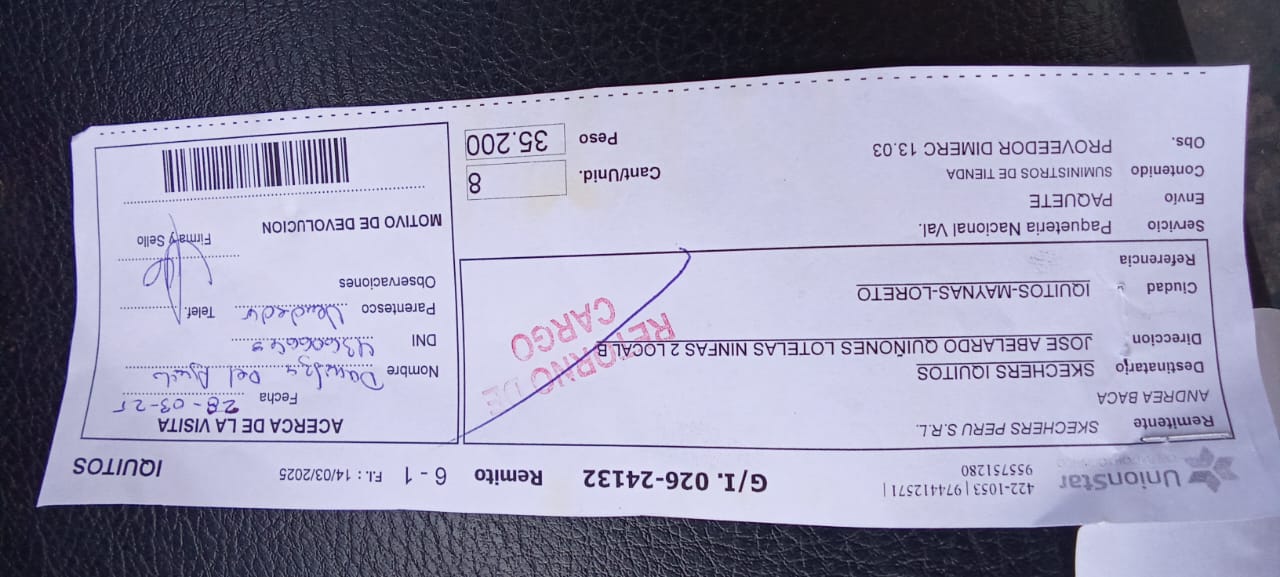 UnionStar
422-1053 | 974412571 |
955751280
G/I. 026-24132
Remito
6 - 1
F.I.: 14/03/2025
IQUITOS
Remitente SKECHERS PERU S.R.L.
ANDREA BACA
Destinatario SKECHERS IQUITOS
Direccion JOSE ABELARDO QUIÑONES LOTELAS NINFAS 2 LOCALB
Ciudad IQUITOS-MAYNAS-LORETO
Referencia
RETORNO DE
CARGO
Servicio Paqueteria Nacional Val.
Envio PAQUETE
Contenido SUMINISTROS DE TIENDA
Obs. PROVEEDOR DIMERC 13.03
Cant/Unid. 8
Peso 35.200
ACERCA DE LA VISITA
Fecha 28-03-25
Nombre Del
DNI
Parentesco Vendedor Telef.
Observaciones
Firma y Sello
MOTIVO DE DEVOLUCION